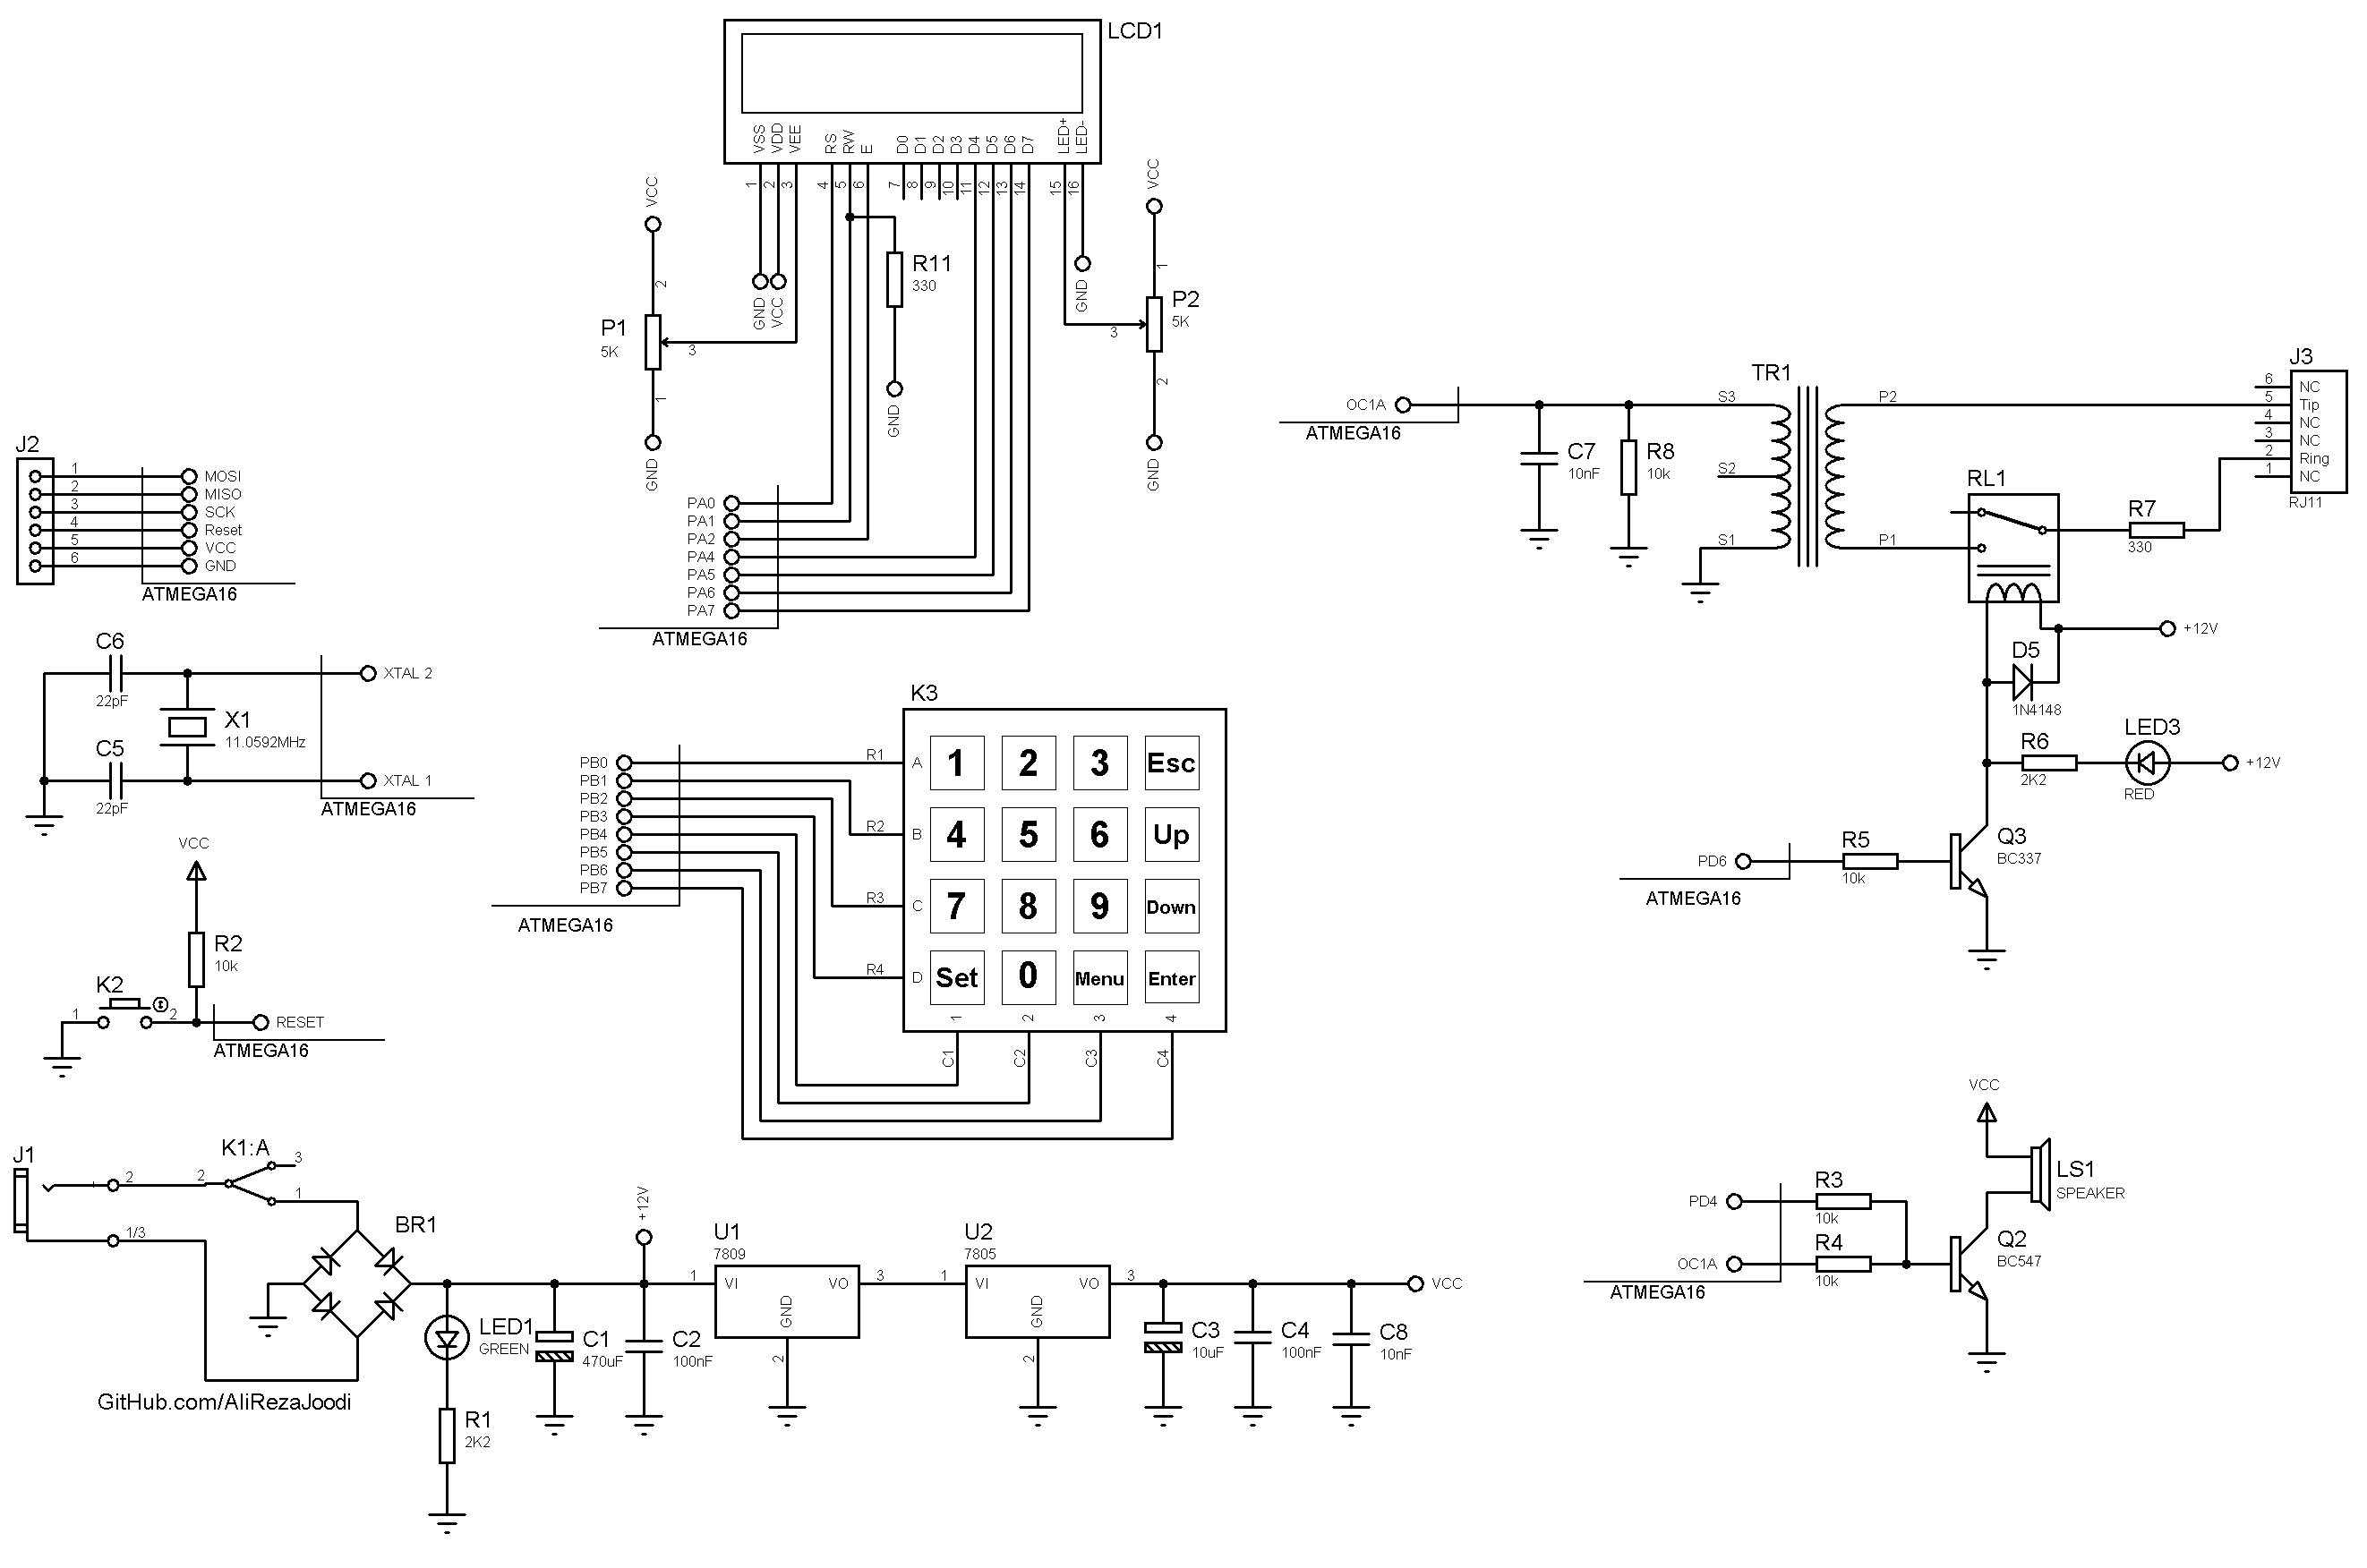 LCD1
VSS
VDD
VEE
RS
RW
E
D0
D1
D2
D3
D4
D5
D6
D7
LED+
LED-
1
2
3
4
5
6
7
8
9
10
11
12
13
14
15
16
VCC
2
P1
5K
3
1
GND
GND
VCC
R11
330
GND
GND
VCC
1
P2
5K
3
2
GND
PA0
PA1
PA2
PA4
PA5
PA6
PA7
ATMEGA16
J2
1
MOSI
2
MISO
3
SCK
4
Reset
5
VCC
6
GND
ATMEGA16
C6
22pF
XTAL 2
X1
11.0592MHz
C5
22pF
XTAL 1
ATMEGA16
VCC
R2
10k
K2
1
2
RESET
ATMEGA16
K3
PB0
PB1
PB2
PB3
PB4
PB5
PB6
PB7
ATMEGA16
R1
A
1
2
3
Esc
R2
B
4
5
6
Up
R3
C
7
8
9
Down
R4
D
Set
0
Menu
Enter
1
2
3
4
C1
C2
C3
C4
OC1A
ATMEGA16
C7
10nF
R8
10k
TR1
S3
S2
S1
P2
P1
J3
6
NC
5
Tip
4
NC
3
NC
2
Ring
1
NC
RJ11
RL1
R7
330
+12V
D5
1N4148
LED3
RED
R6
2K2
+12V
PD6
ATMEGA16
R5
10k
Q3
BC337
VCC
LS1
SPEAKER
PD4
R3
10k
OC1A
R4
10k
ATMEGA16
Q2
BC547
J1
2
1/3
K1:A
2
3
1
BR1
LED1
GREEN
R1
2K2
C1
470uF
+12V
C2
100nF
U1
7809
1
VI
VO
3
GND
2
U2
7805
1
VI
VO
3
GND
2
C3
10uF
C4
100nF
C8
10nF
VCC
GitHub.com/AliRezaJoodi